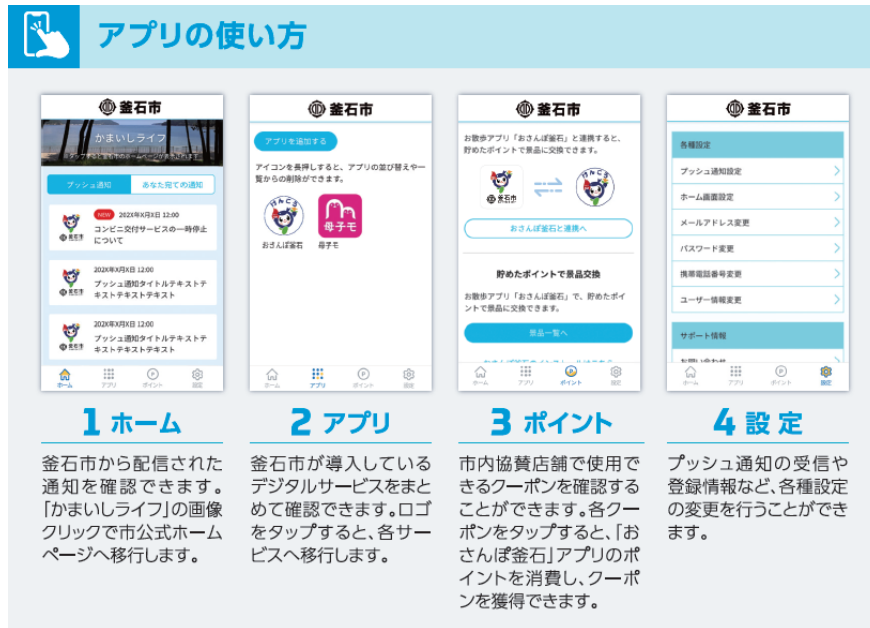 アプリの使い方
釜石市
かまいしライフ
プッシュ通知
あなた宛ての通知
NEW 202X年X月X日 12:00
コンビニ交付サービスの一時停止
について
釜石市
202X年X月X日 12:00
プッシュ通知タイトルテキストテ
キストテキストテキスト
釜石市
202X年X月X日 12:00
プッシュ通知タイトルテキストテ
キストテキストテキスト
釜石市
ホーム
アプリ
ポイント
設定
1 ホーム
釜石市から配信された
通知を確認できます。
「かまいしライフ」の画像
クリックで市公式ホーム
ページへ移行します。
釜石市
アプリを追加する
アイコンを長押しすると、アプリの並び替えや一
覧からの削除ができます。
けんこう
おさんぽ釜石
母子モ
母子モ
ホーム
アプリ
ポイント
設定
2 アプリ
釜石市が導入している
デジタルサービスをまと
めて確認できます。ロゴ
をタップすると、各サー
ビスへ移行します。
釜石市
お散歩アプリ「おさんぽ釜石」と連携すると、
貯めたポイントで景品に交換できます。
釜石市
けんこう
おさんぽ釜石と連携へ
貯めたポイントで景品交換
お散歩アプリ「おさんぽ釜石」で、貯めたポイ
ントで景品に交換できます。
景品一覧へ
ホーム
アプリ
ポイント
設定
3 ポイント
市内協賛店舗で使用で
きるクーポンを確認する
ことができます。各クー
ポンをタップすると、「お
さんぽ釜石」アプリのポ
イントを消費し、クーポ
ンを獲得できます。
釜石市
各種設定
プッシュ通知設定
ホーム画面設定
メールアドレス変更
パスワード変更
携帯電話番号変更
ユーザー情報変更
サポート情報
お問い合わせ
ホーム
アプリ
ポイント
設定
4 設定
プッシュ通知の受信や
登録情報など、各種設定
の変更を行うことができ
ます。